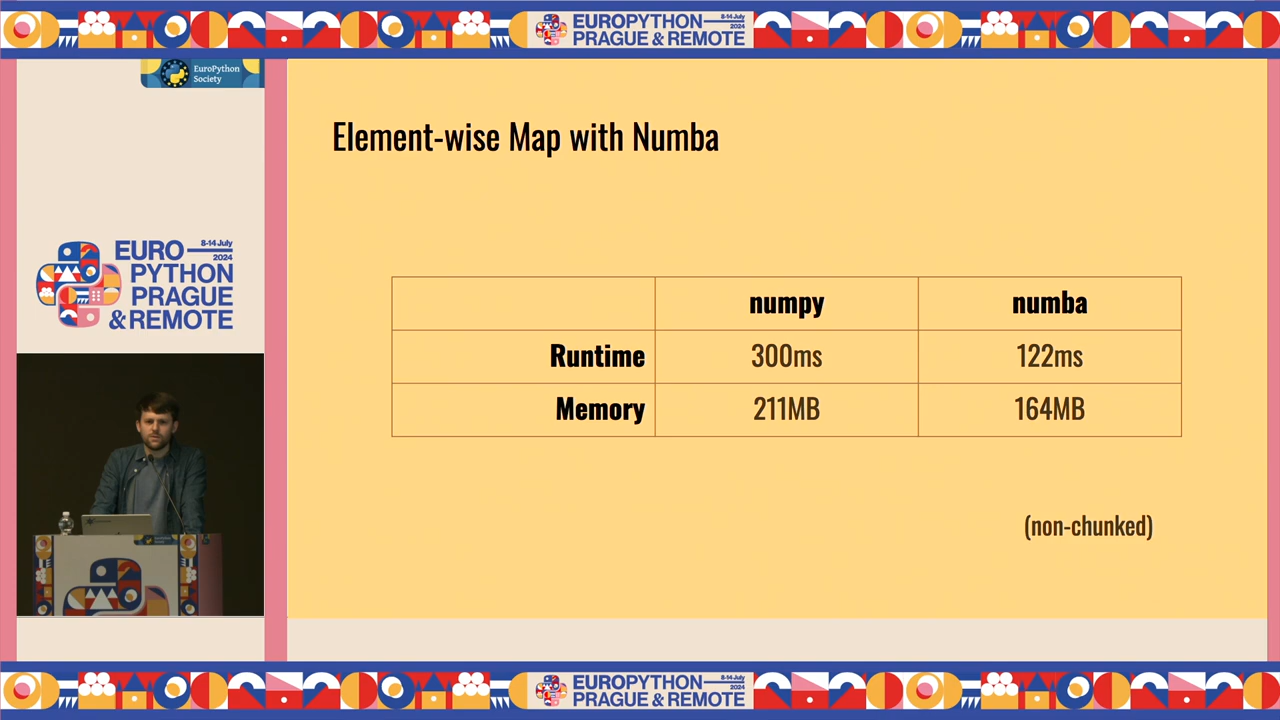 8-14 July
EUROPYTHON
2024
PRAGUE & REMOTE
EuroPython
Society
8-14 July
EURO
2024
PYTHON
PRAGUE
& REMOTE
Element-wise Map with Numba
numpy numba
Runtime 300ms 122ms
Memory 211MB 164MB
(non-chunked)
8-14 July
EUROPYTHON
2024
PRAGUE & REMOTE